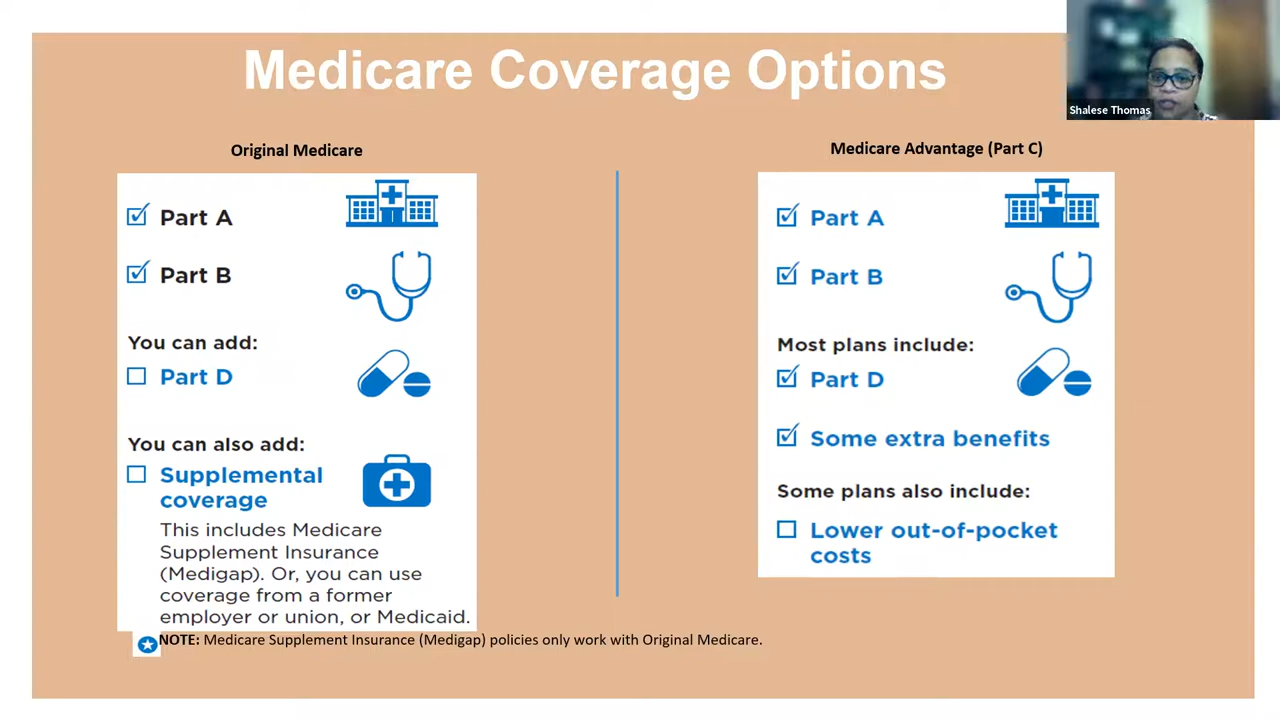 Medicare Coverage Options
Shalese Thomas
Original Medicare
Part A
Part B
You can add:
Part D
You can also add:
Supplemental
coverage
This includes Medicare
Supplement Insurance
(Medigap). Or, you can use
coverage from a former
employer or union, or Medicaid.
Medicare Advantage (Part C)
Part A
Part B
Most plans include:
Part D
Some extra benefits
Some plans also include:
Lower out-of-pocket
costs
NOTE: Medicare Supplement Insurance (Medigap) policies only work with Original Medicare.